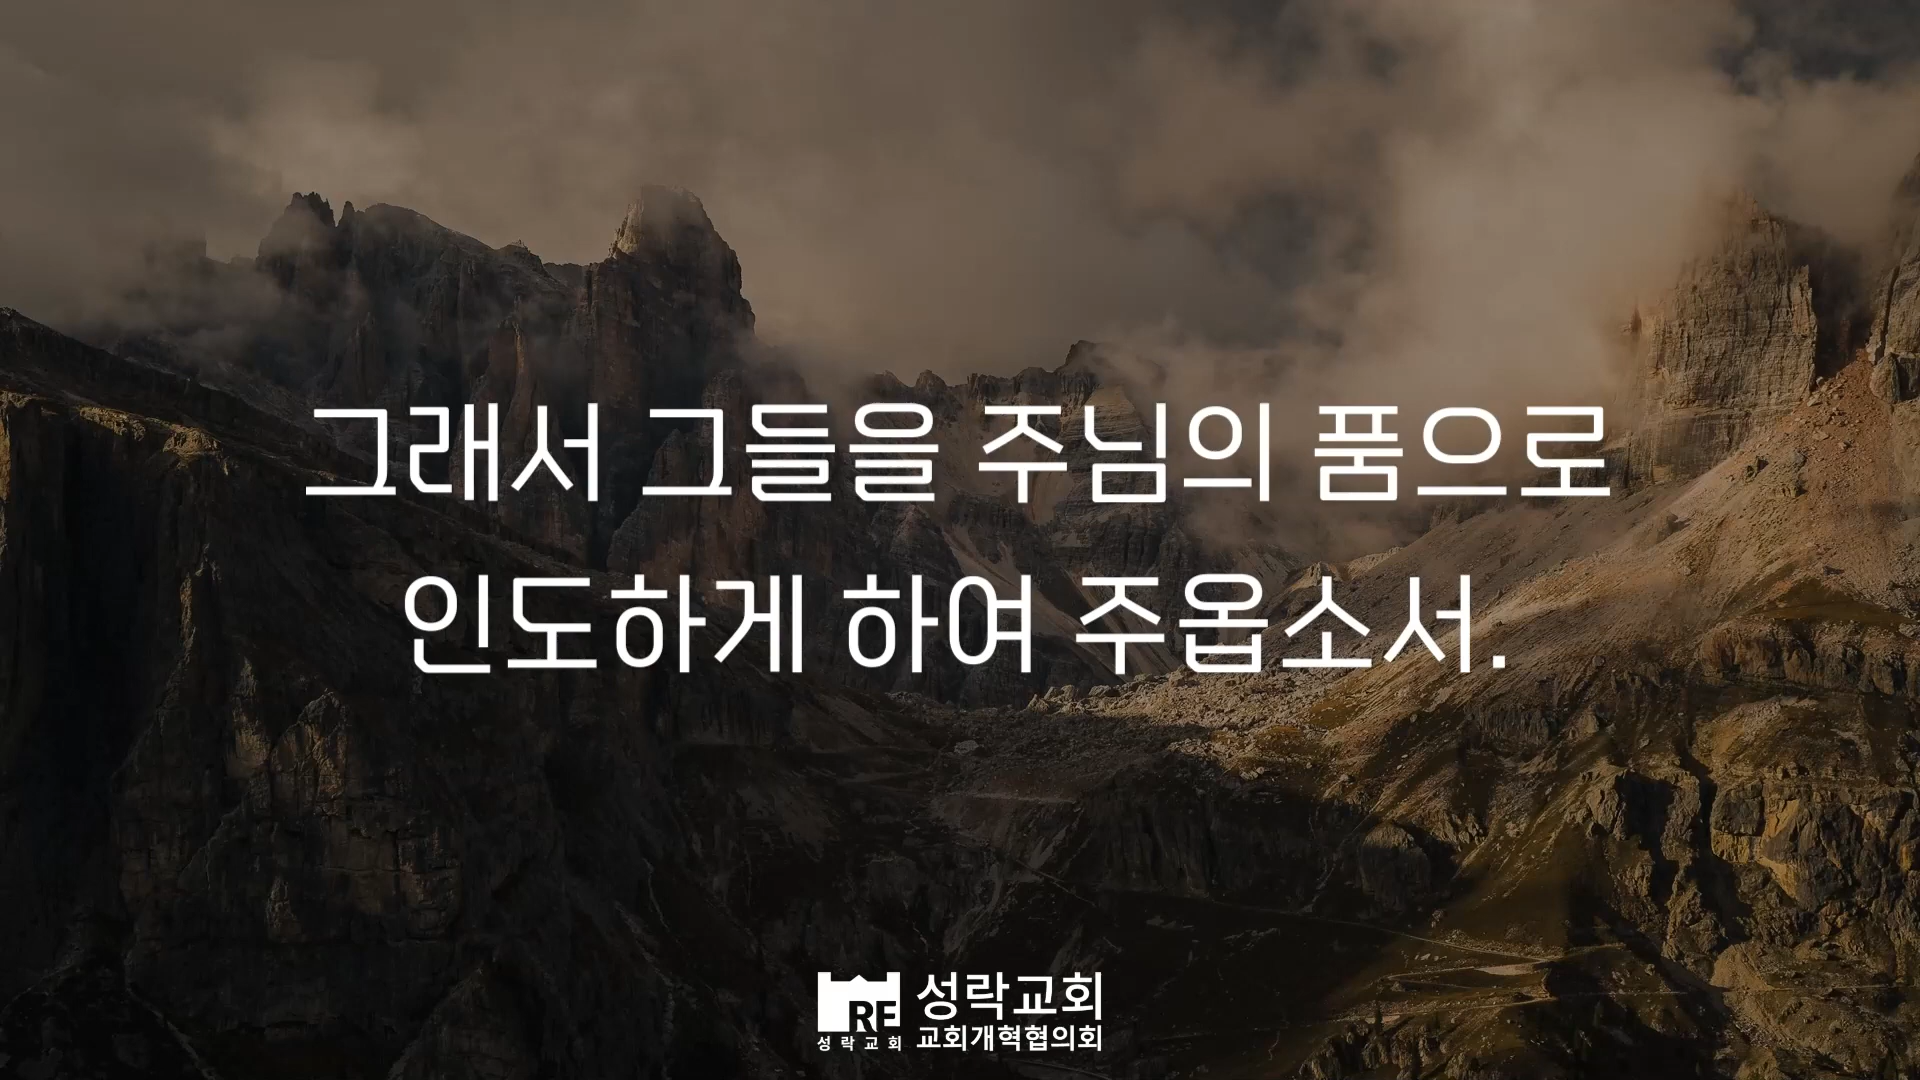 그래서 그들을 주님의 품으로
인도하게 하여 주옵소서.
RE
성락교회
성락교회
교회개혁협의회